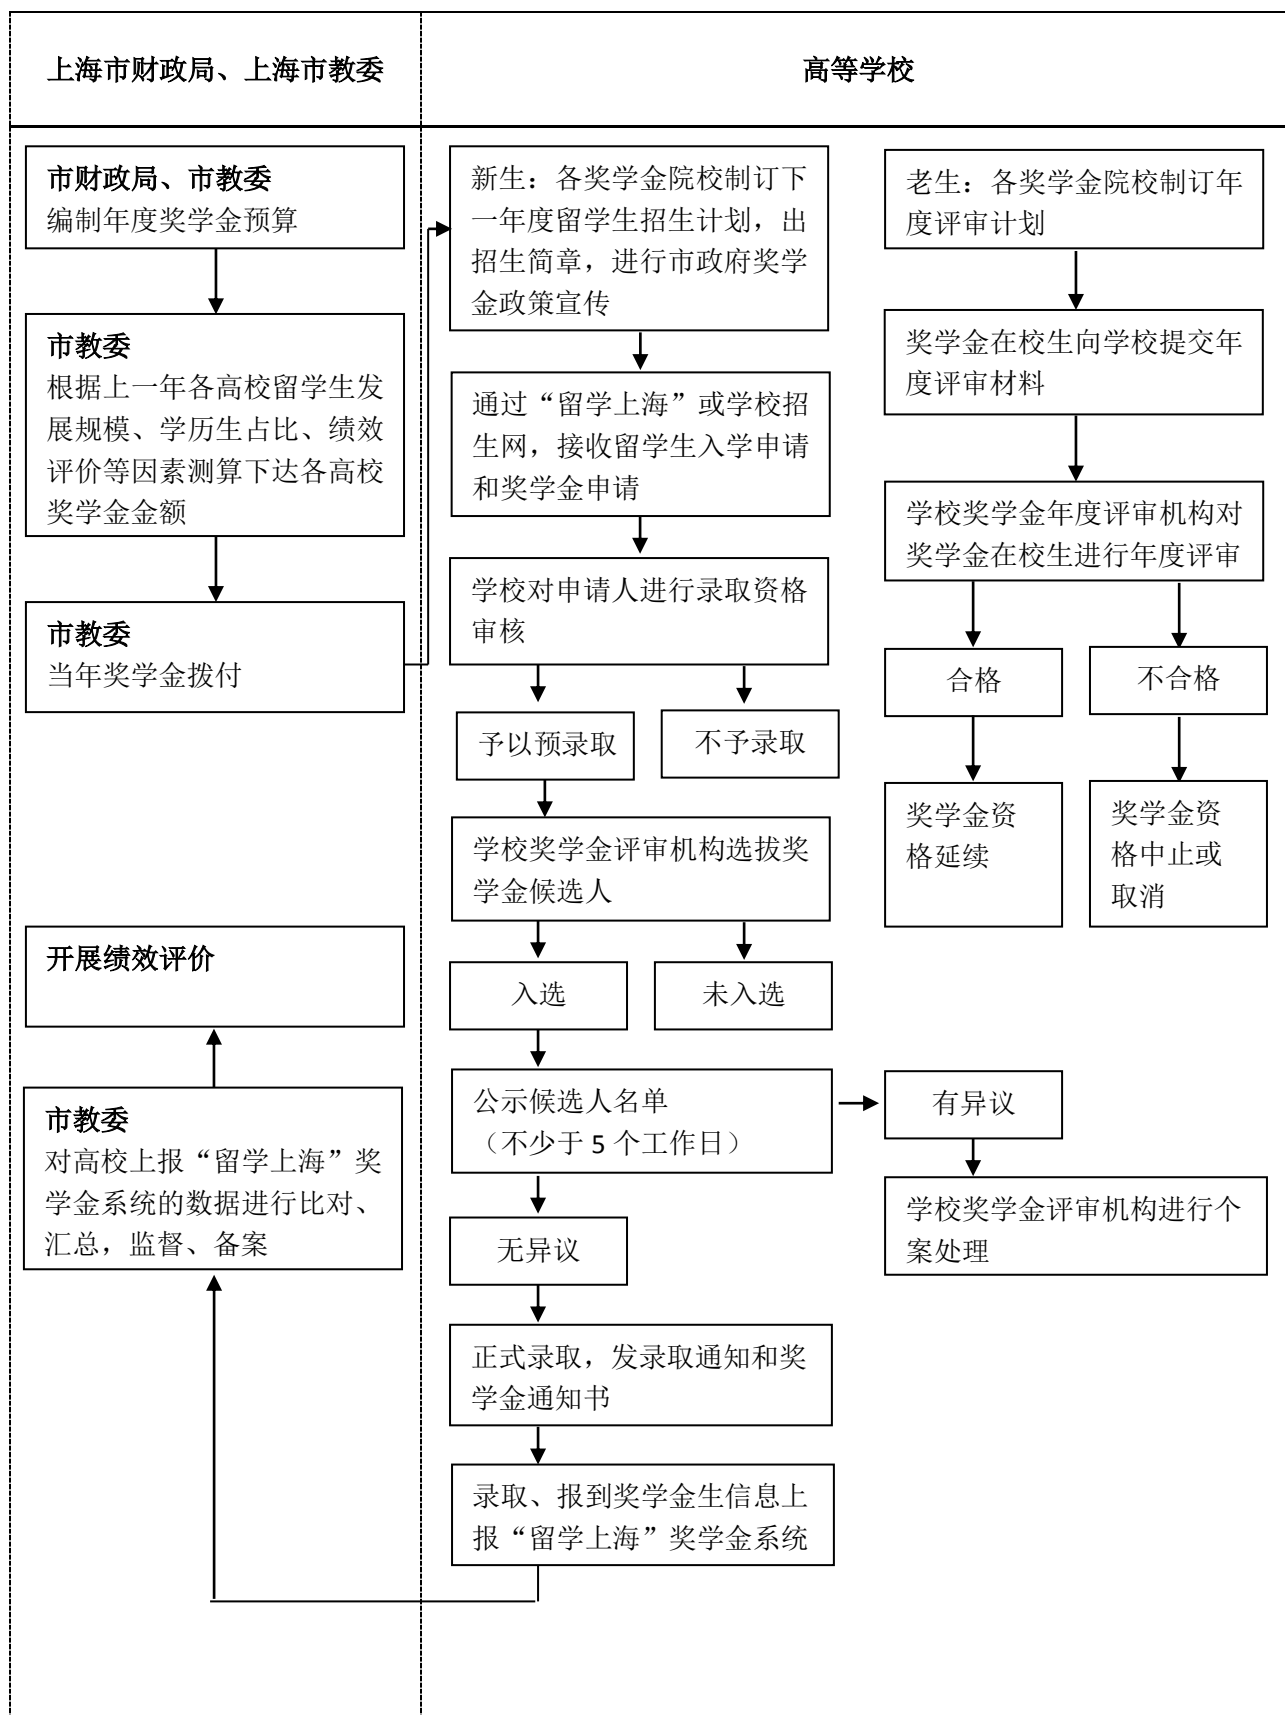 上海市财政局、上海市教委
高等学校
市财政局、市教委
编制年度奖学金预算
市教委
根据上一年各高校留学生发
展规模、学历生占比、绩效
评价等因素测算下达各高校
奖学金金额
市教委
当年奖学金拨付
开展绩效评价
市教委
对高校上报“留学上海”奖
学金系统的数据进行比对、
汇总，监督、备案
新生：各奖学金院校制订下
一年度留学生招生计划，出
招生简章，进行市政府奖学
金政策宣传
通过“留学上海”或学校招
生网，接收留学生入学申请
和奖学金申请
学校对申请人进行录取资格
审核
予以预录取
不予录取
学校奖学金评审机构选拔奖
学金候选人
入选
未入选
公示候选人名单
（不少于 5 个工作日）
无异议
正式录取，发录取通知和奖
学金通知书
录取、报到奖学金生信息上
报“留学上海”奖学金系统
老生：各奖学金院校制订年
度评审计划
奖学金在校生向学校提交年
度评审材料
学校奖学金年度评审机构对
奖学金在校生进行年度评审
合格
不合格
奖学金资
格延续
奖学金资
格中止或
取消
有异议
学校奖学金评审机构进行个
案处理